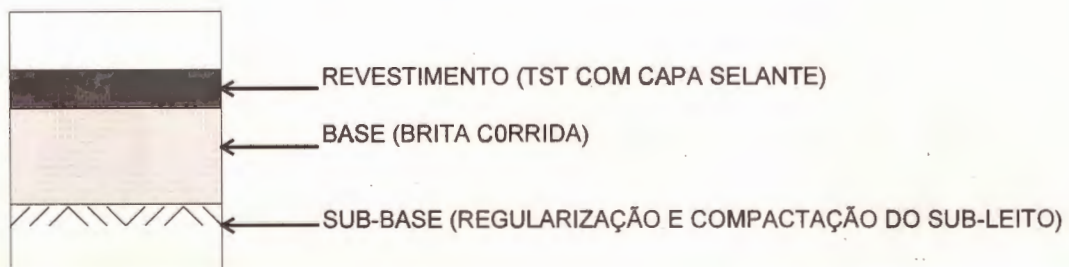 REVESTIMENTO (TST COM CAPA SELANTE)
BASE (BRITA C0RRIDA)
SUB-BASE (REGULARIZAÇÃO E COMPACTAÇÃO DO SUB-LEITO)